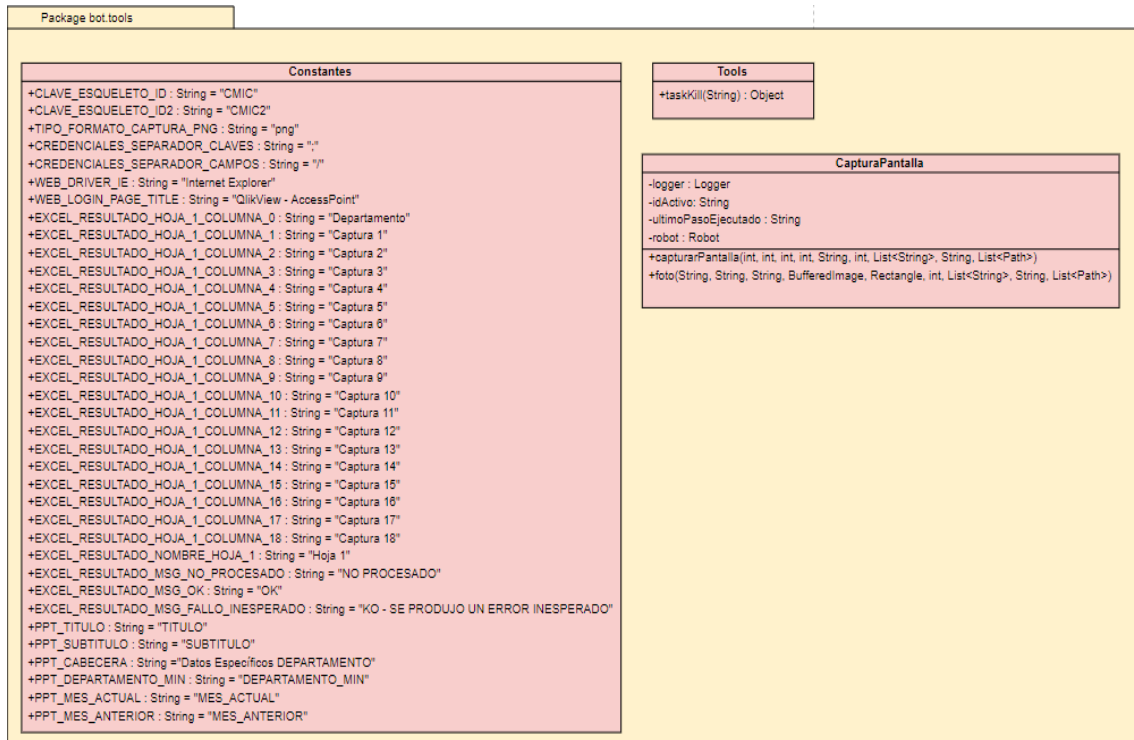 Package bot.tools
Constantes
+CLAVE_ESQUELETO_ID : String = "CMIC"
+CLAVE_ESQUELETO_ID2 : String = "CMIC2"
+TIPO_FORMATO_CAPTURA_PNG : String = "png"
+CREDENCIALES_SEPARADOR_CLAVES : String = ";"
+CREDENCIALES_SEPARADOR_CAMPOS : String = "/"
+WEB_DRIVER_IE : String = "Internet Explorer"
+WEB_LOGIN_PAGE_TITLE : String = "QlikView - AccessPoint"
+EXCEL_RESULTADO_HOJA_1_COLUMNA_0 : String = "Departamento"
+EXCEL_RESULTADO_HOJA_1_COLUMNA_1 : String = "Captura 1"
+EXCEL_RESULTADO_HOJA_1_COLUMNA_2 : String = "Captura 2"
+EXCEL_RESULTADO_HOJA_1_COLUMNA_3 : String = "Captura 3"
+EXCEL_RESULTADO_HOJA_1_COLUMNA_4 : String = "Captura 4"
+EXCEL_RESULTADO_HOJA_1_COLUMNA_5 : String = "Captura 5"
+EXCEL_RESULTADO_HOJA_1_COLUMNA_6 : String = "Captura 6"
+EXCEL_RESULTADO_HOJA_1_COLUMNA_7 : String = "Captura 7"
+EXCEL_RESULTADO_HOJA_1_COLUMNA_8 : String = "Captura 8"
+EXCEL_RESULTADO_HOJA_1_COLUMNA_9 : String = "Captura 9"
+EXCEL_RESULTADO_HOJA_1_COLUMNA_10 : String = "Captura 10"
+EXCEL_RESULTADO_HOJA_1_COLUMNA_11 : String = "Captura 11"
+EXCEL_RESULTADO_HOJA_1_COLUMNA_12 : String = "Captura 12"
+EXCEL_RESULTADO_HOJA_1_COLUMNA_13 : String = "Captura 13"
+EXCEL_RESULTADO_HOJA_1_COLUMNA_14 : String = "Captura 14"
+EXCEL_RESULTADO_HOJA_1_COLUMNA_15 : String = "Captura 15"
+EXCEL_RESULTADO_HOJA_1_COLUMNA_16 : String = "Captura 16"
+EXCEL_RESULTADO_HOJA_1_COLUMNA_17 : String = "Captura 17"
+EXCEL_RESULTADO_HOJA_1_COLUMNA_18 : String = "Captura 18"
+EXCEL_RESULTADO_NOMBRE_HOJA_1 : String = "Hoja 1"
+EXCEL_RESULTADO_MSG_NO_PROCESADO : String = "NO PROCESADO"
+EXCEL_RESULTADO_MSG_OK : String = "OK"
+EXCEL_RESULTADO_MSG_FALLO_INESPERADO : String = "KO - SE PRODUJO UN ERROR INESPERADO"
+PPT_TITULO : String = "TITULO"
+PPT_SUBTITULO : String = "SUBTITULO"
+PPT_CABECERA : String ="Datos Específicos DEPARTAMENTO"
+PPT_DEPARTAMENTO_MIN : String = "DEPARTAMENTO_MIN"
+PPT_MES_ACTUAL : String = "MES_ACTUAL"
+PPT_MES_ANTERIOR : String = "MES_ANTERIOR"
Tools
+taskKill(String) : Object
CapturaPantalla
-logger : Logger
-idActivo: String
-ultimoPasoEjecutado : String
-robot : Robot
+capturarPantalla(int, int, int, int, String, int, List<String>, String, List<Path>)
+foto(String, String, String, BufferedImage, Rectangle, int, List<String>, String, List<Path>)